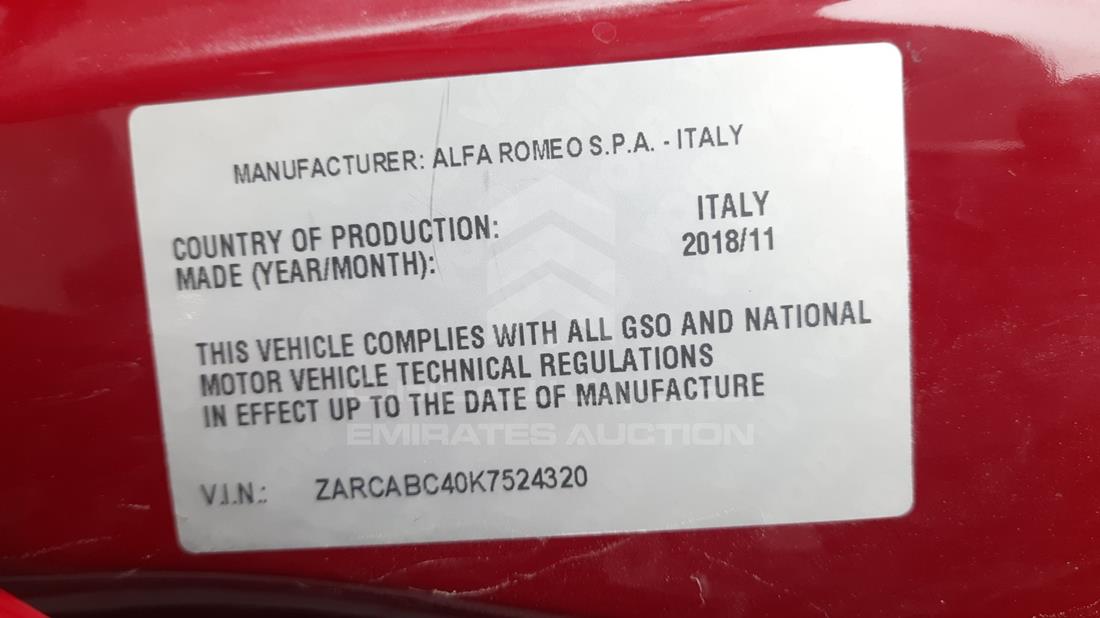 MANUFACTURER: ALFA ROMEO S.P.A. - ITALY
COUNTRY OF PRODUCTION: ITALY
MADE (YEAR/MONTH): 2018/11
THIS VEHICLE COMPLIES WITH ALL GSO AND NATIONAL
MOTOR VEHICLE TECHNICAL REGULATIONS
IN EFFECT UP TO THE DATE OF MANUFACTURE
EMIRATES AUCTION
V.I.N.: ZARCABC40K7524320